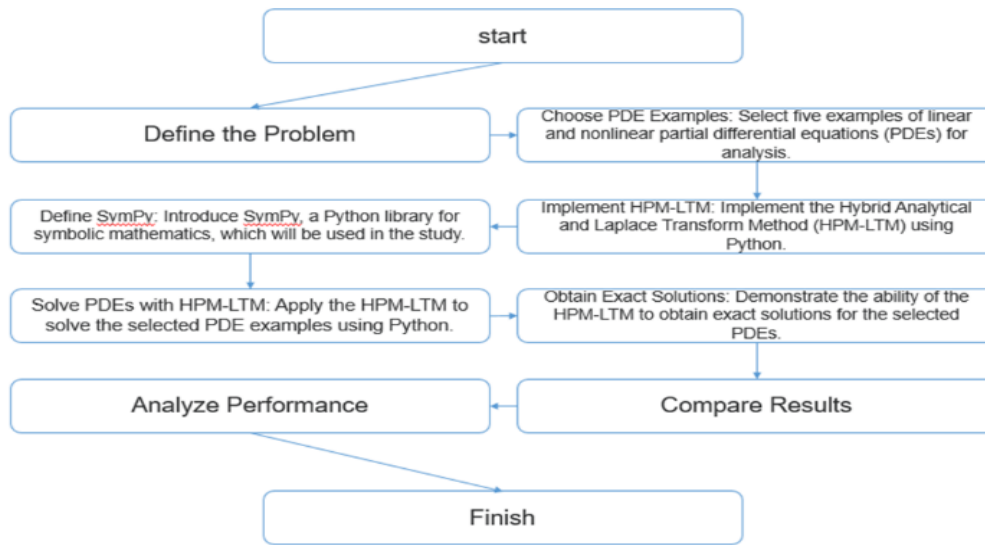 start
Define the Problem
Choose PDE Examples: Select five examples of linear
and nonlinear partial differential equations (PDEs) for
analysis.
Implement HPM-LTM: Implement the Hybrid Analytical
and Laplace Transform Method (HPM-LTM) using
Python.
Define SymPy: Introduce SymPy, a Python library for
symbolic mathematics, which will be used in the study.
Solve PDEs with HPM-LTM: Apply the HPM-LTM to
solve the selected PDE examples using Python.
Obtain Exact Solutions: Demonstrate the ability of the
HPM-LTM to obtain exact solutions for the selected
PDEs.
Compare Results
Analyze Performance
Finish